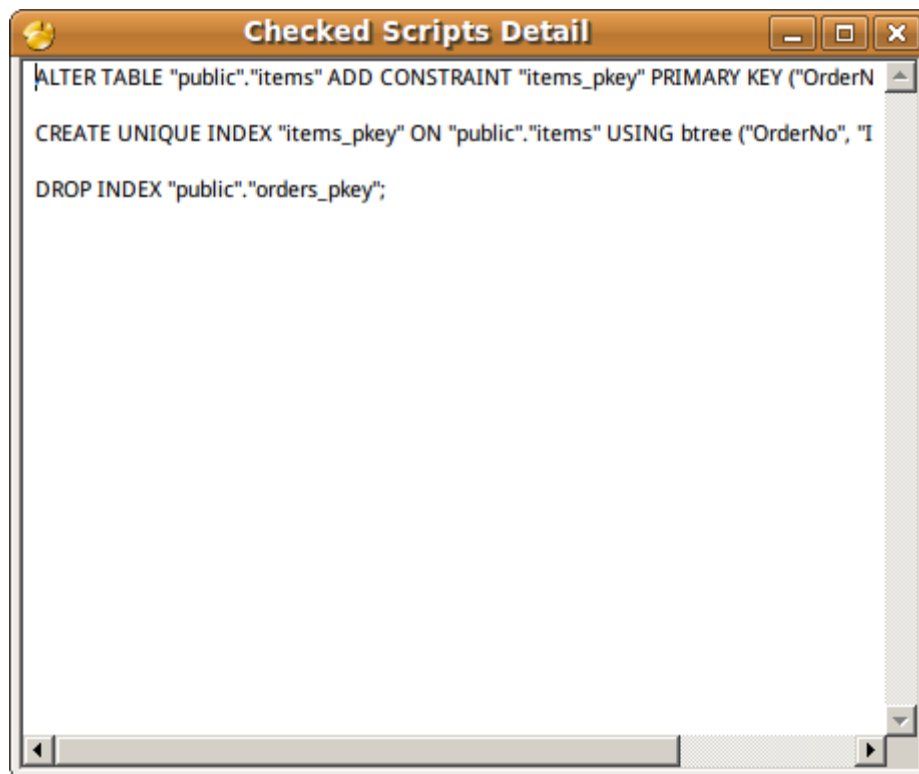 Checked Scripts Detail
ALTER TABLE "public"."items" ADD CONSTRAINT "items_pkey" PRIMARY KEY ("OrderN
CREATE UNIQUE INDEX "items_pkey" ON "public"."items" USING btree ("OrderNo", "I
DROP INDEX "public"."orders_pkey";